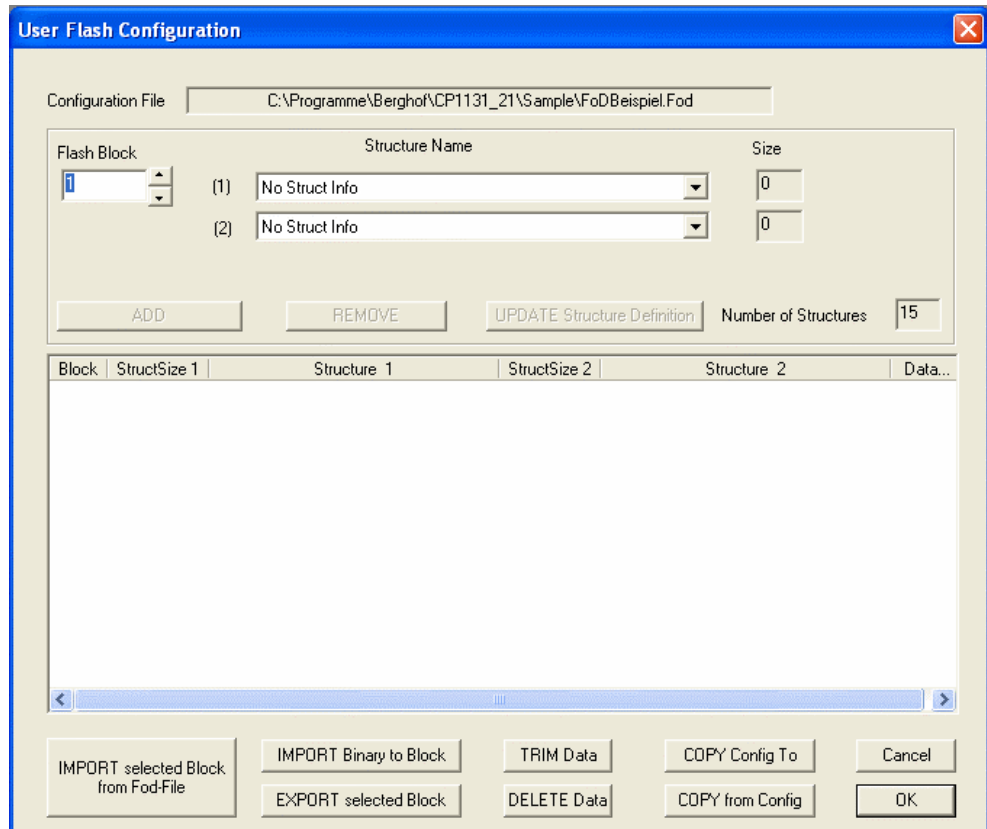 User Flash Configuration
Configuration File C:\Programme\Berghof\CP1131_21\Sample\FoDBeispiel.Fod
Flash Block Structure Name Size
1 (1) No Struct Info 0
(2) No Struct Info 0
ADD REMOVE UPDATE Structure Definition Number of Structures 15
Block StructSize 1 Structure 1 StructSize 2 Structure 2 Data...
IMPORT selected Block
from Fod-File
IMPORT Binary to Block TRIM Data COPY Config To Cancel
EXPORT selected Block DELETE Data COPY from Config OK